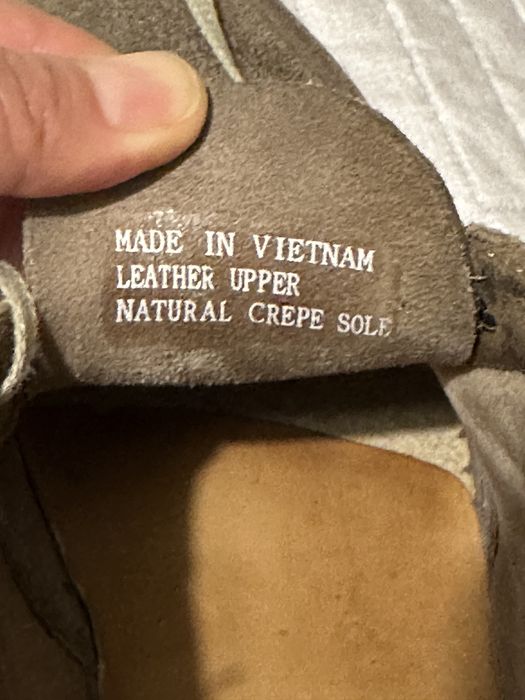 MADE IN VIETNAM
LEATHER UPPER
NATURAL CREPE SOLE